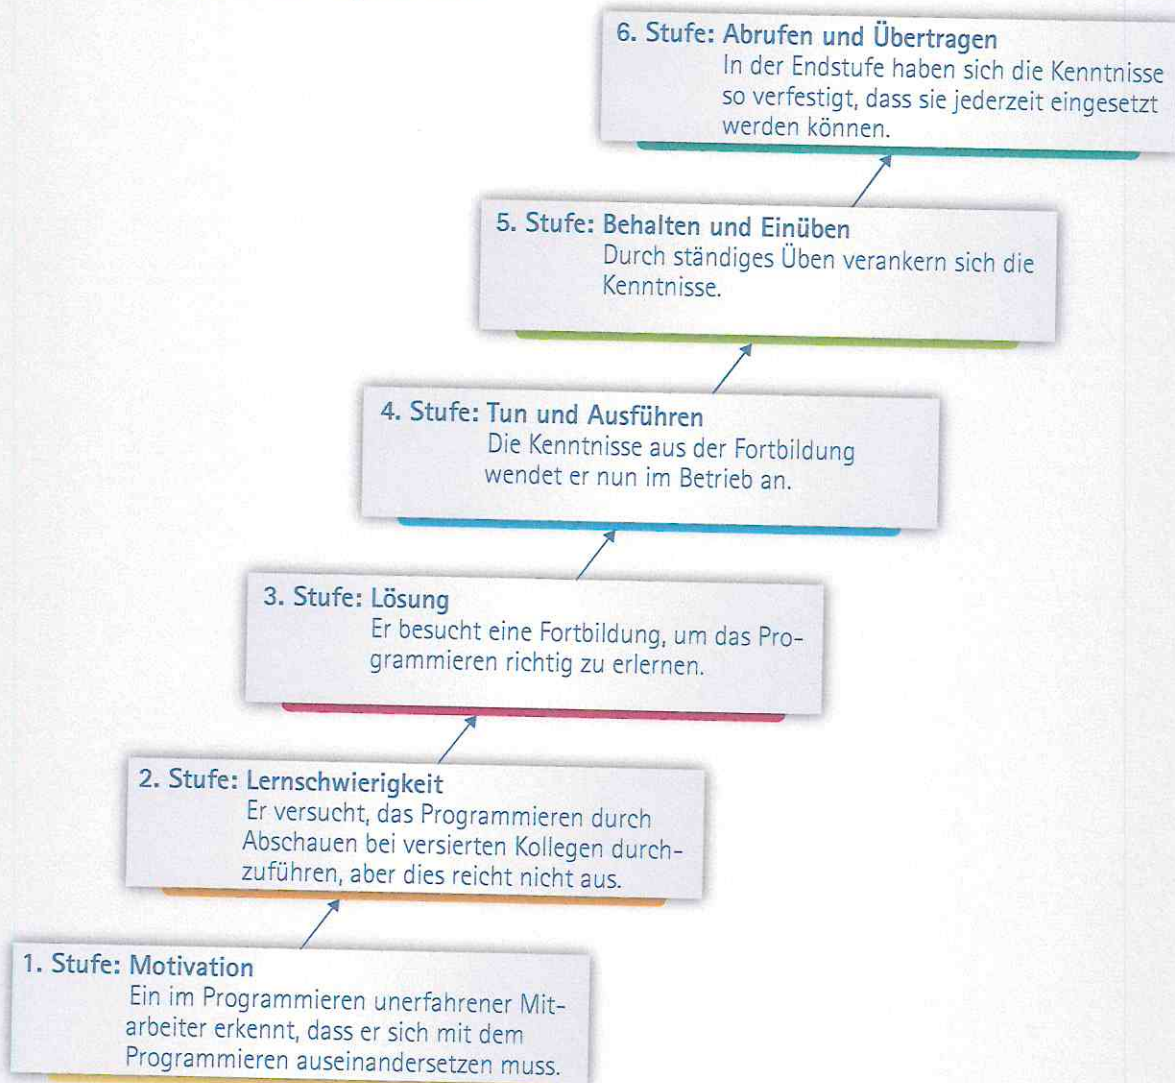 6. Stufe: Abrufen und Übertragen
In der Endstufe haben sich die Kenntnisse
so verfestigt, dass sie jederzeit eingesetzt
werden können.
5. Stufe: Behalten und Einüben
Durch ständiges Üben verankern sich die
Kenntnisse.
4. Stufe: Tun und Ausführen
Die Kenntnisse aus der Fortbildung
wendet er nun im Betrieb an.
3. Stufe: Lösung
Er besucht eine Fortbildung, um das Pro-
grammieren richtig zu erlernen.
2. Stufe: Lernschwierigkeit
Er versucht, das Programmieren durch
Abschauen bei versierten Kollegen durch-
zuführen, aber dies reicht nicht aus.
1. Stufe: Motivation
Ein im Programmieren unerfahrener Mit-
arbeiter erkennt, dass er sich mit dem
Programmieren auseinandersetzen muss.